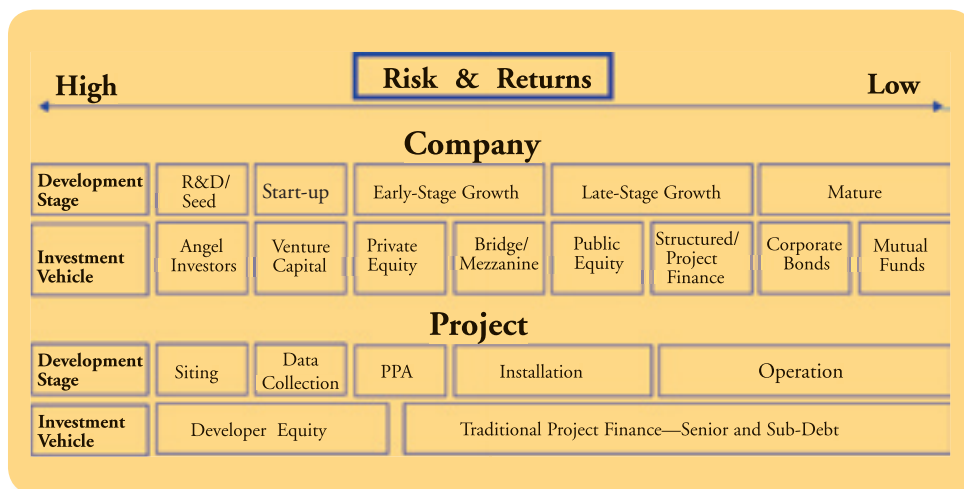 Risk & Returns
High
Low
Company
Development
Stage
R&D/
Seed
Start-up
Early-Stage Growth
Late-Stage Growth
Mature
Investment
Vehicle
Angel
Investors
Venture
Capital
Private
Equity
Bridge/
Mezzanine
Public
Equity
Structured/
Project
Finance
Corporate
Bonds
Mutual
Funds
Project
Development
Stage
Siting
Data
Collection
PPA
Installation
Operation
Investment
Vehicle
Developer Equity
Traditional Project Finance—Senior and Sub-Debt